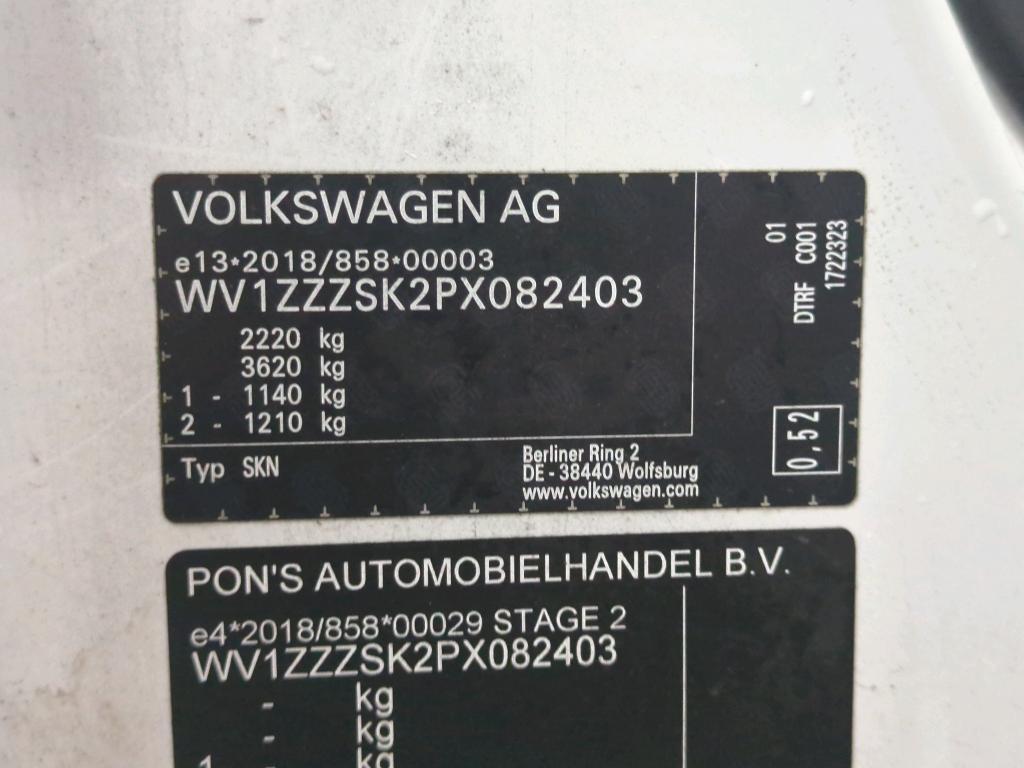 VOLKSWAGEN AG
e13*2018/858*00003
WV1ZZZSK2PX082403
2220 kg
3620 kg
1 - 1140 kg
2 - 1210 kg
Typ SKN
Berliner Ring 2
DE - 38440 Wolfsburg
www.volkswagen.com
01
DTRF C001
1722323
0,52
PON'S AUTOMOBIELHANDEL B.V.
e4*2018/858*00029 STAGE 2
WV1ZZZSK2PX082403
- kg
- kg
1 kg